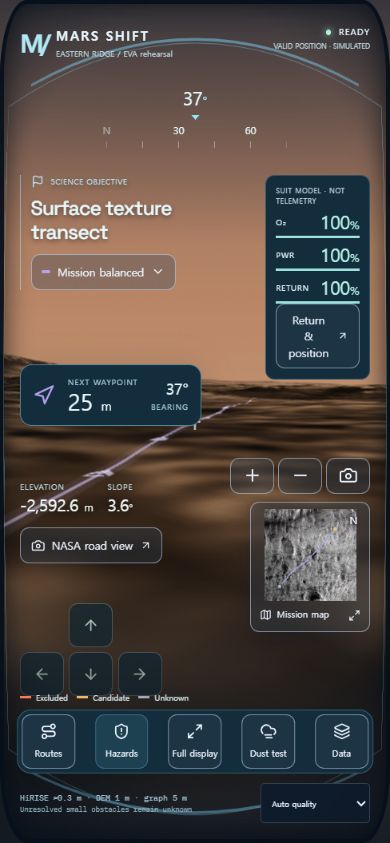 MARS SHIFT
EASTERN RIDGE / EVA rehearsal
READY
VALID POSITION · SIMULATED
37°
N 30 60
SCIENCE OBJECTIVE
Surface texture
transect
Mission balanced
SUIT MODEL · NOT
TELEMETRY
O₂ 100%
PWR 100%
RETURN 100%
Return
&
position
NEXT WAYPOINT
25 m
37°
BEARING
ELEVATION
-2,592.6 m
SLOPE
3.6°
NASA road view
N
Mission map
Excluded
Candidate
Unknown
Routes
Hazards
Full display
Dust test
Data
HiRISE ≈0.3 m · DEM 1 m · graph 5 m
Unresolved small obstacles remain unknown
Auto quality